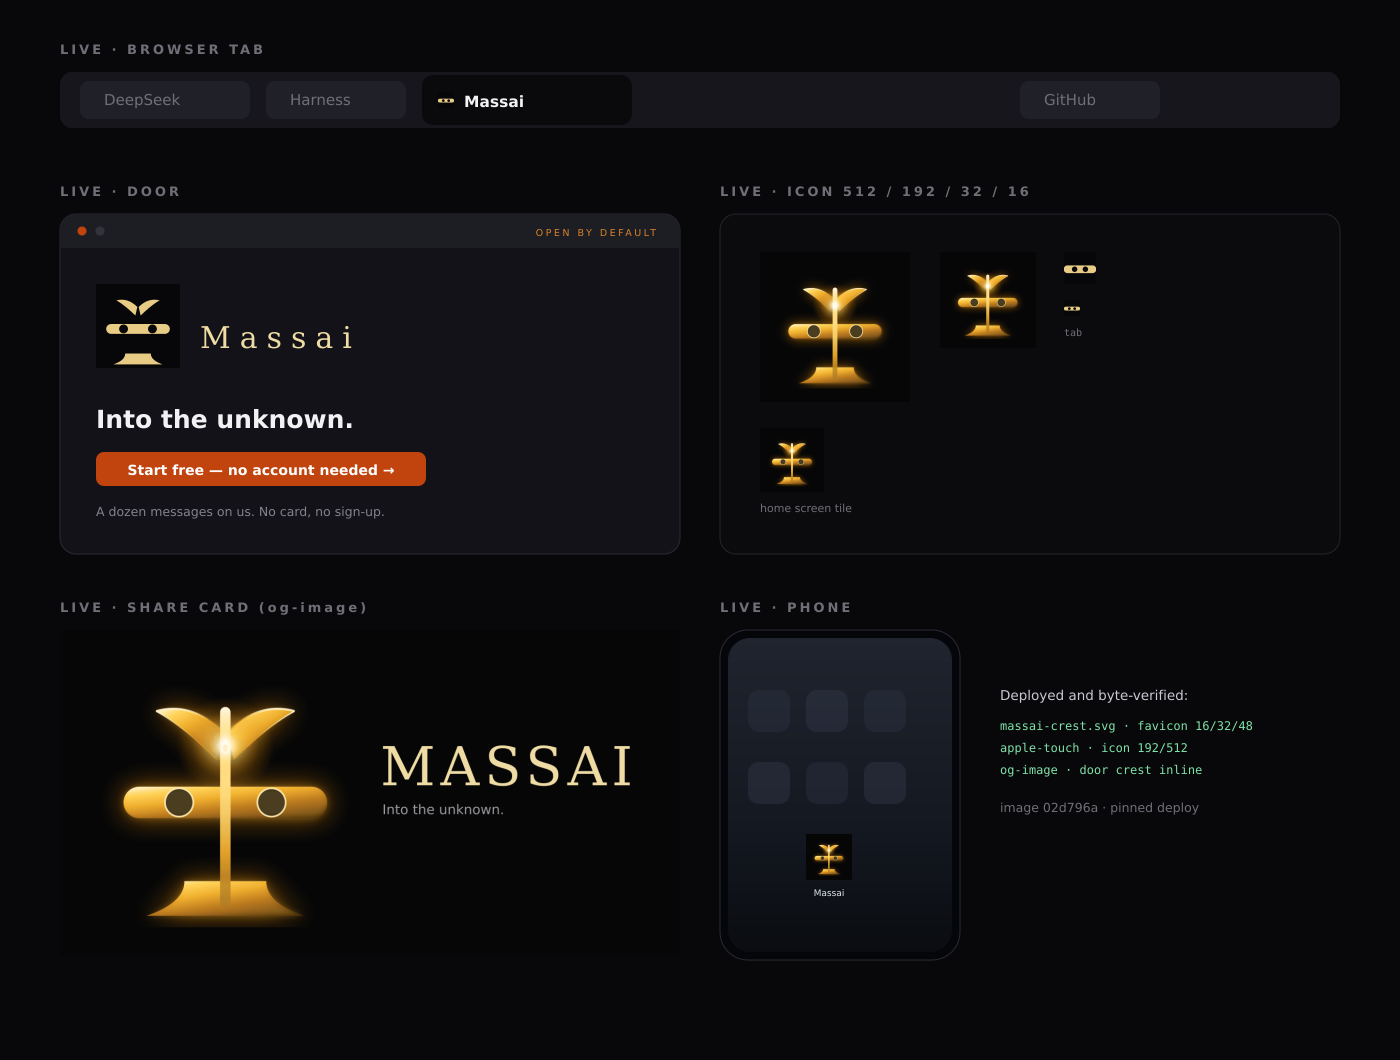 LIVE · BROWSER TAB
DeepSeek
Harness
Massai
GitHub
LIVE · DOOR
OPEN BY DEFAULT
Massai
Into the unknown.
Start free — no account needed →
A dozen messages on us. No card, no sign-up.
LIVE · ICON 512 / 192 / 32 / 16
tab
home screen tile
LIVE · SHARE CARD (og-image)
MASSAI
Into the unknown.
LIVE · PHONE
Massai
Deployed and byte-verified:
massai-crest.svg · favicon 16/32/48
apple-touch · icon 192/512
og-image · door crest inline
image 02d796a · pinned deploy